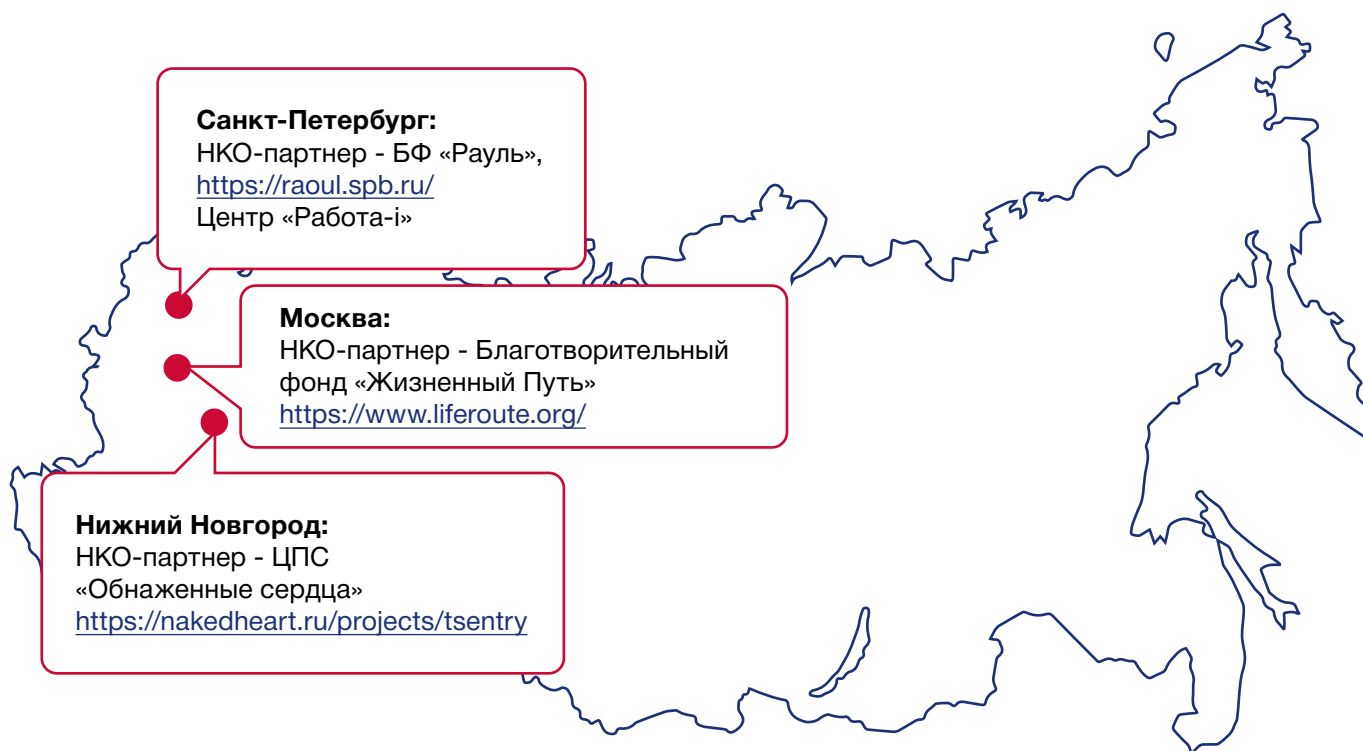 Санкт-Петербург:
НКО-партнер - БФ «Рауль»,
https://raoul.spb.ru/
Центр «Работа-i»
Москва:
НКО-партнер - Благотворительный
фонд «Жизненный Путь»
https://www.liferoute.org/
Нижний Новгород:
НКО-партнер - ЦПС
«Обнаженные сердца»
https://nakedheart.ru/projects/tsentry